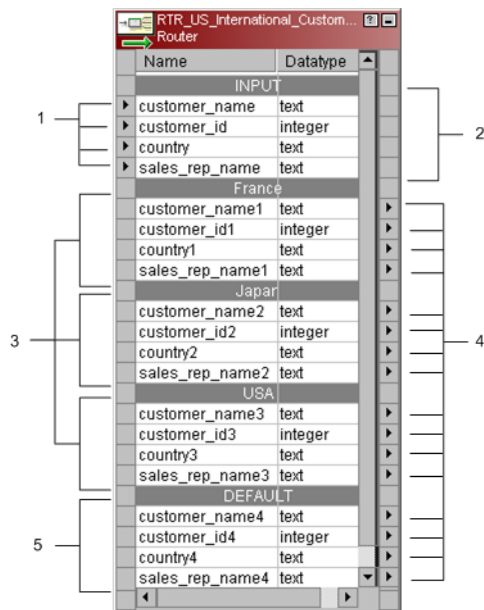 RTR_US_International_Custom...
Router
Name Datatype
INPUT
1
customer_name text
customer_id integer
2
country text
sales_rep_name text
France
customer_name1 text
customer_id1 integer
country1 text
sales_rep_name1 text
Japan
customer_name2 text
customer_id2 integer
3
4
country2 text
sales_rep_name2 text
USA
customer_name3 text
customer_id3 integer
country3 text
sales_rep_name3 text
DEFAULT
customer_name4 text
customer_id4 integer
5
country4 text
sales_rep_name4 text